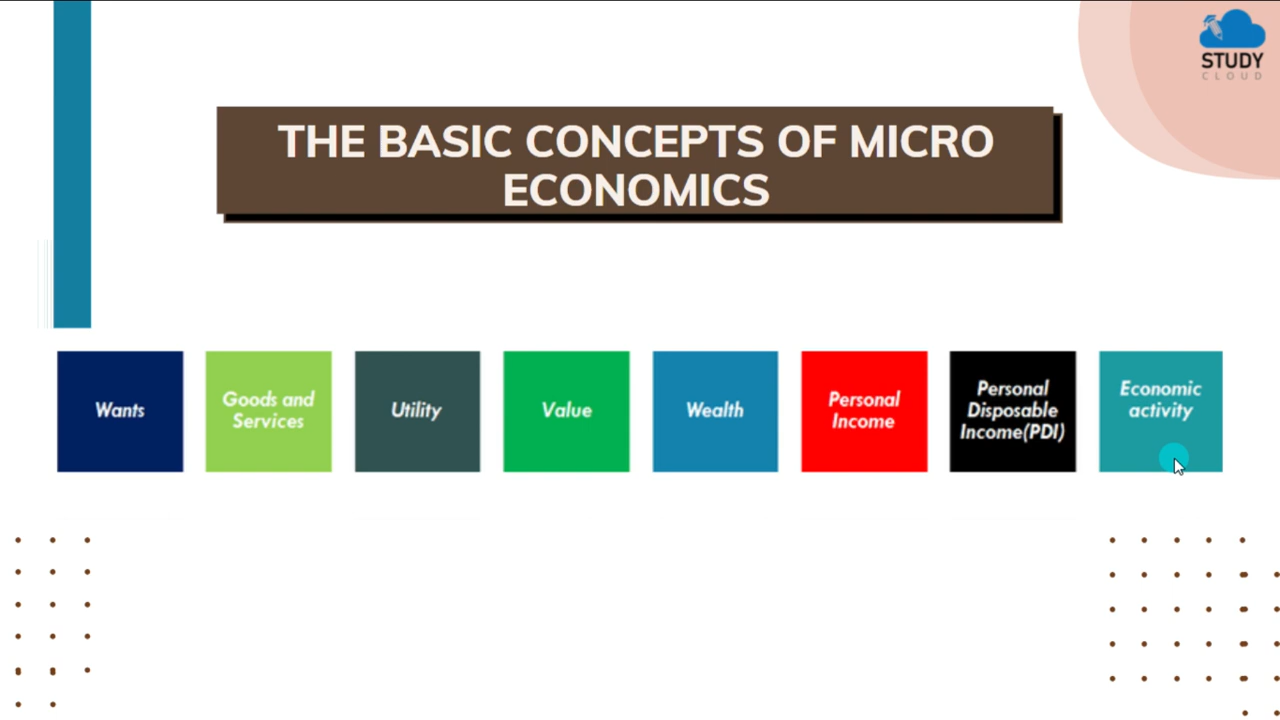 STUDY
CLOUD
THE BASIC CONCEPTS OF MICRO
ECONOMICS
Wants
Goods and
Services
Utility
Value
Wealth
Personal
Income
Personal
Disposable
Income(PDI)
Economic
activity